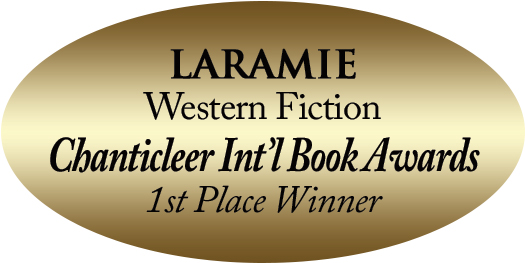 LARAMIE
Western Fiction
Chanticleer Int'l Book Awards
1st Place Winner